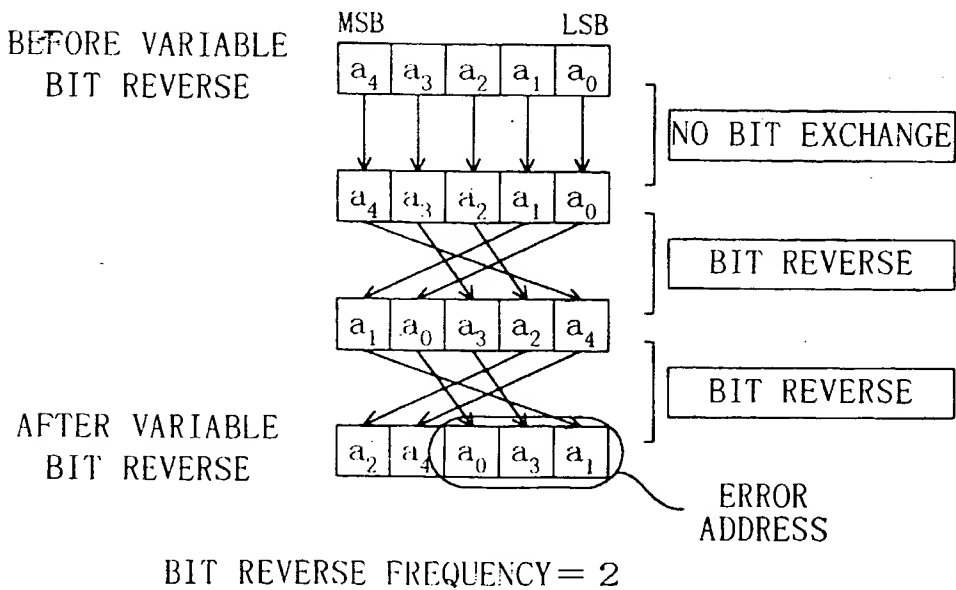 MSB LSB
BEFORE VARIABLE
BIT REVERSE
a4 a3 a2 a1 a0
NO BIT EXCHANGE
a4 a3 a2 a1 a0
BIT REVERSE
a1 a0 a3 a2 a4
BIT REVERSE
AFTER VARIABLE
BIT REVERSE
a2 a4 a0 a3 a1
ERROR
ADDRESS
BIT REVERSE FREQUENCY = 2